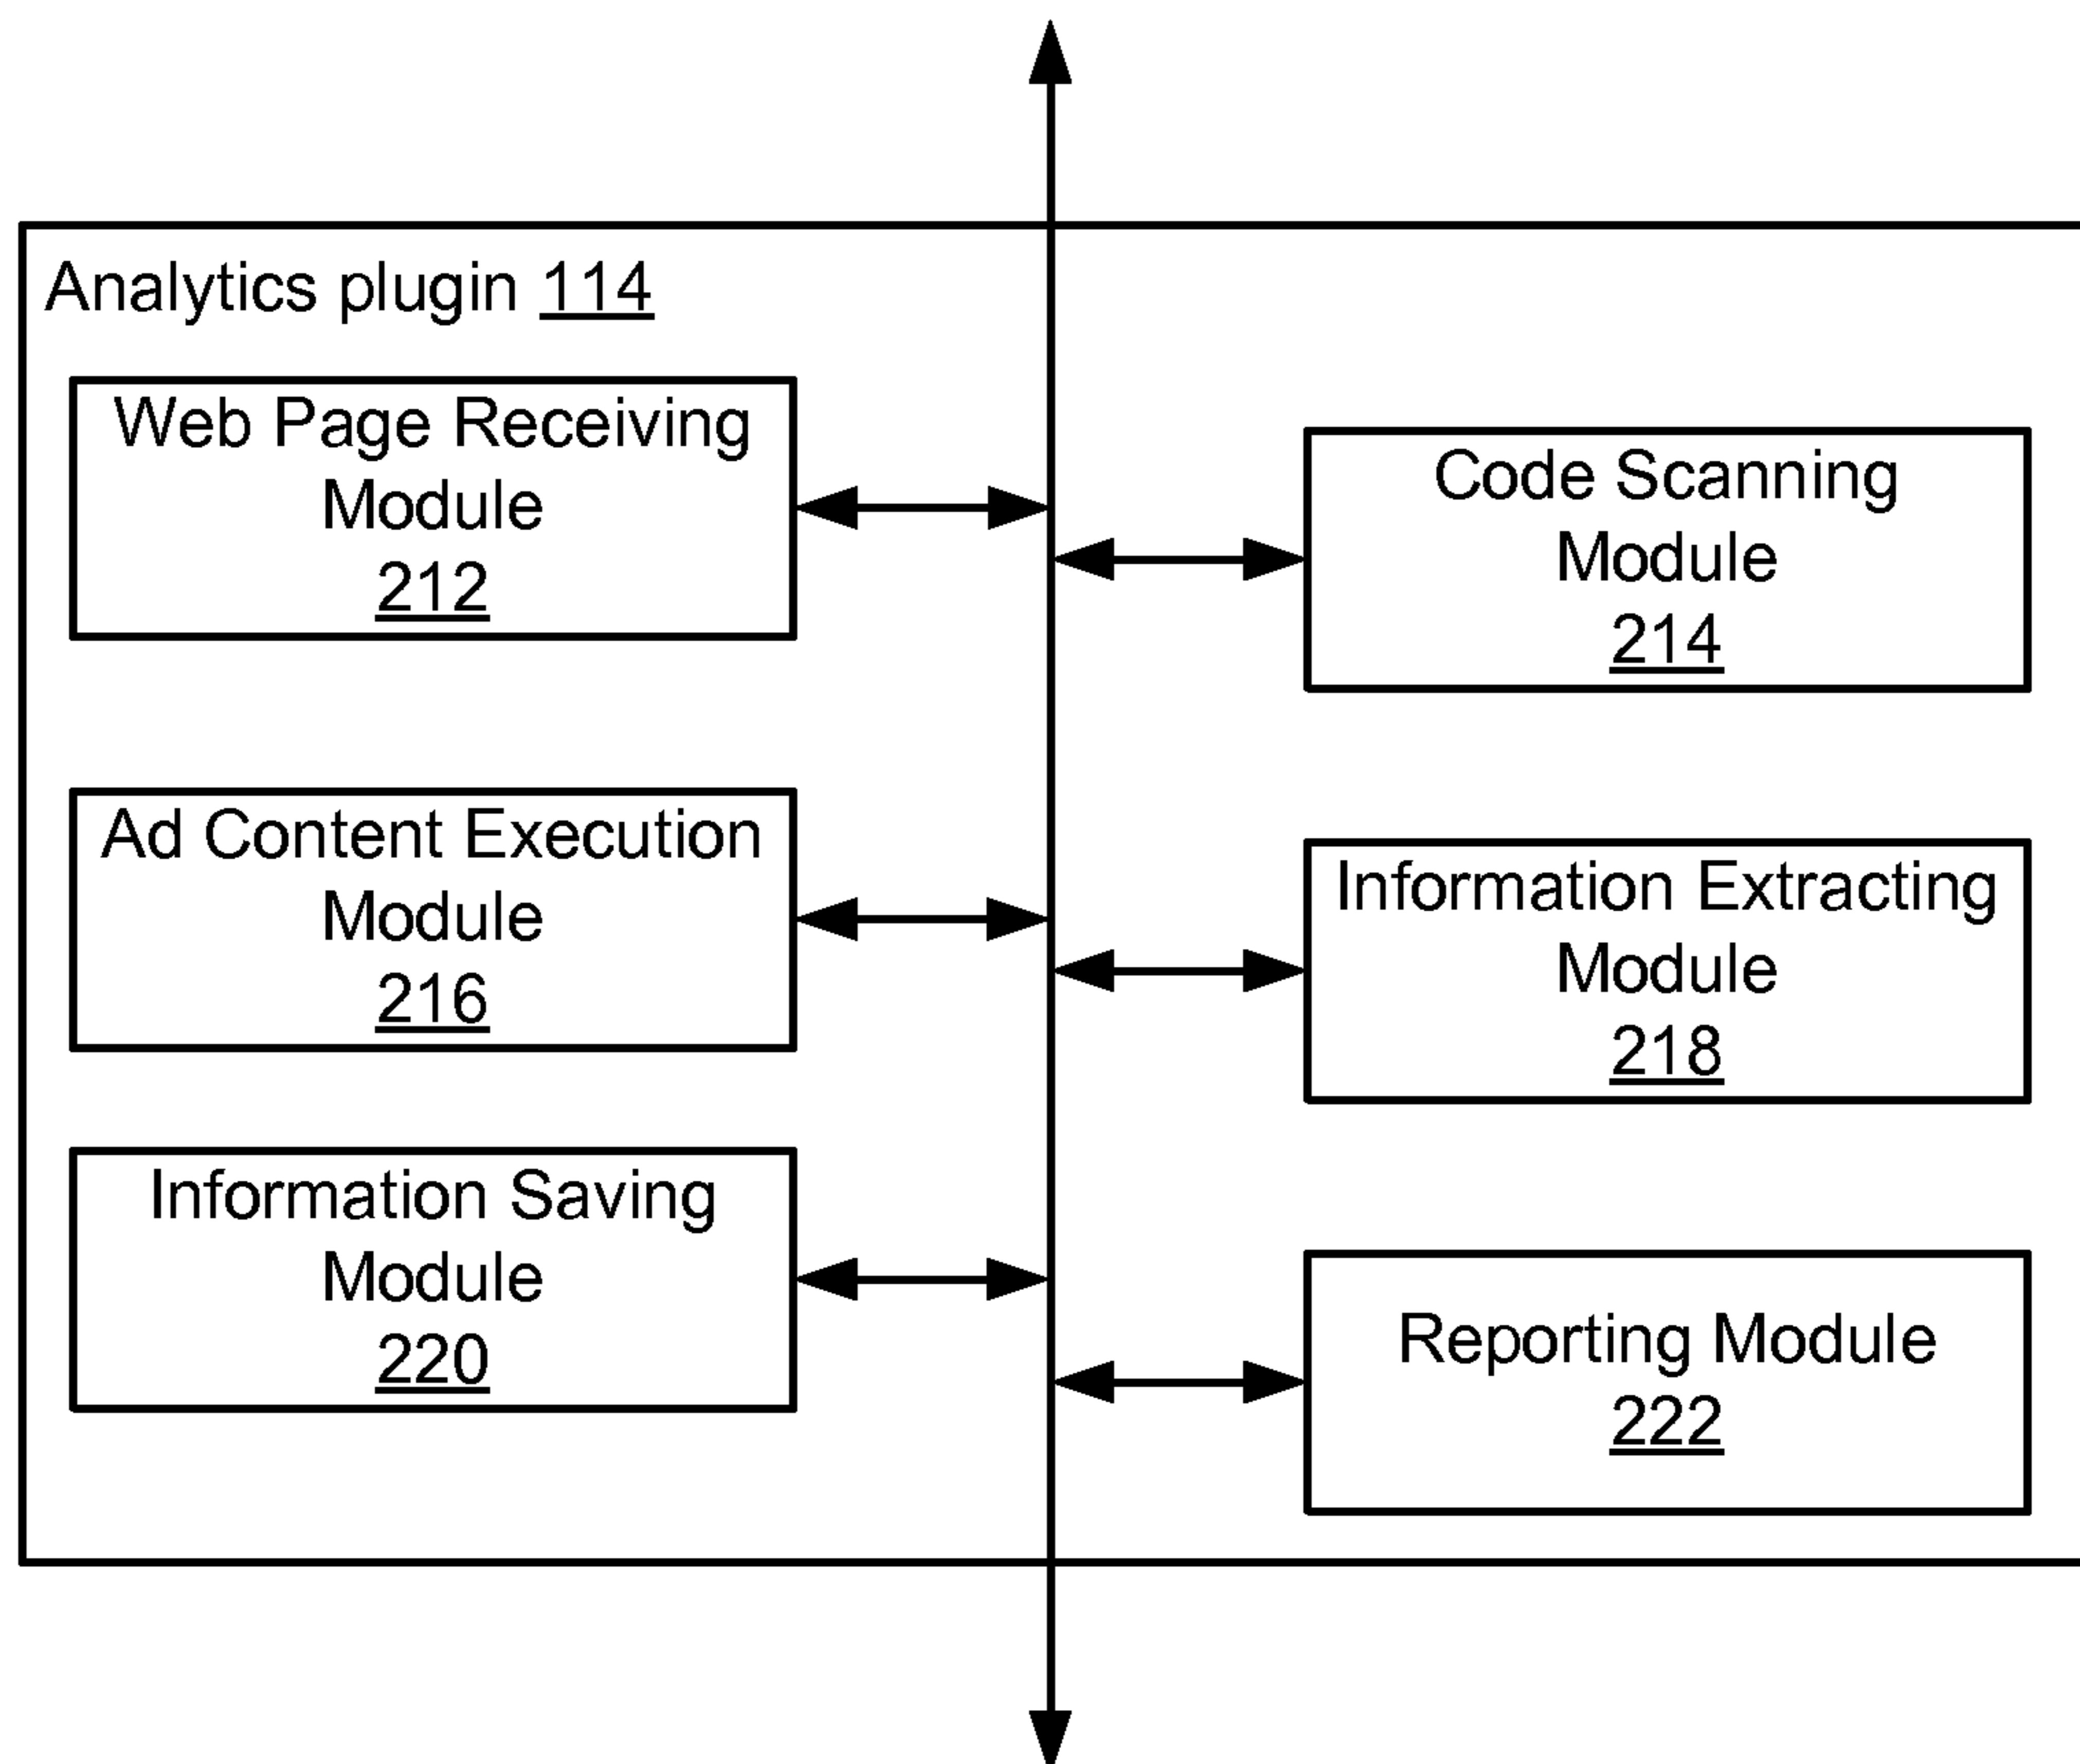 Analytics plugin 114
Web Page Receiving
Module
212
Code Scanning
Module
214
Ad Content Execution
Module
216
Information Extracting
Module
218
Information Saving
Module
220
Reporting Module
222